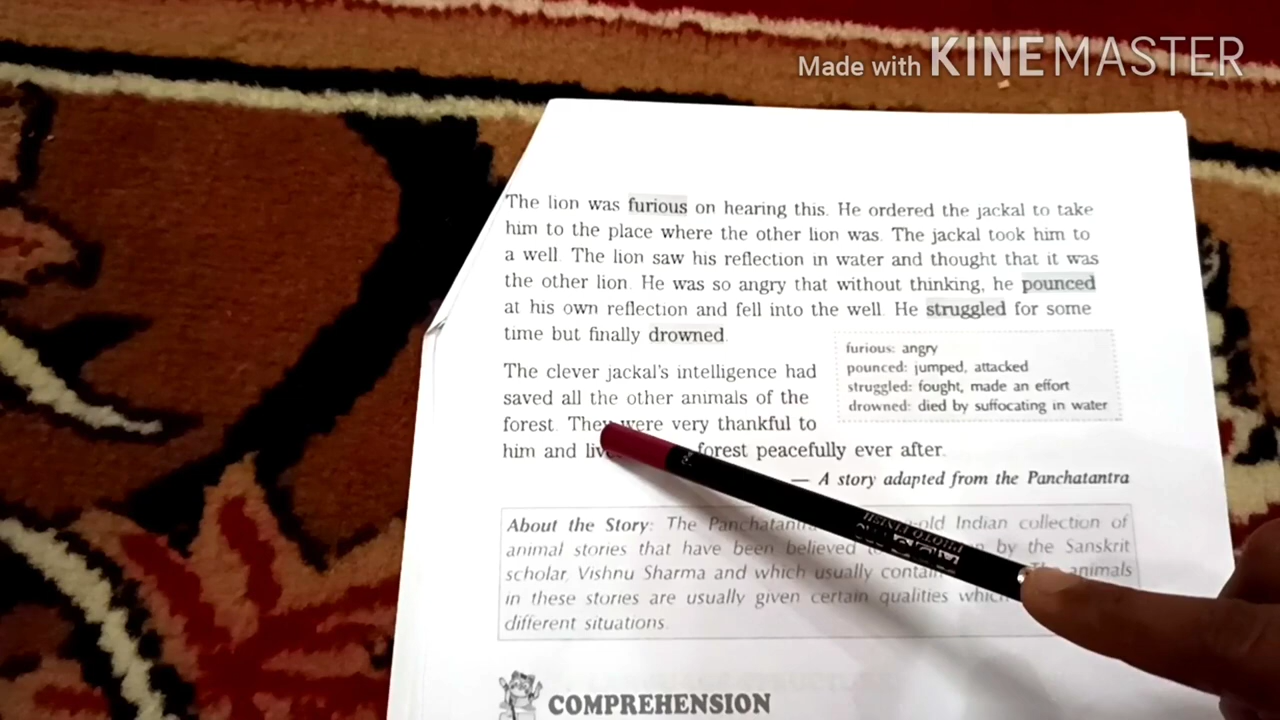 Made with KINEMASTER
The lion was furious on hearing this. He ordered the jackal to take
him to the place where the other lion was. The jackal took him to
a well. The lion saw his reflection in water and thought that it was
the other lion. He was so angry that without thinking, he pounced
at his own reflection and fell into the well. He struggled for some
time but finally drowned.
furious: angry
pounced: jumped, attacked
struggled: fought, made an effort
drowned: died by suffocating in water
The clever jackal's intelligence had
saved all the other animals of the
forest. They were very thankful to
him and forest peacefully ever after.
— A story adapted from the Panchatantra
About the Story: The old Indian collection of
animal stories that have been believed by the Sanskrit
scholar, Vishnu Sharma and which usually animals
in these stories are usually given certain qualities
different situations.
COMPREHENSION